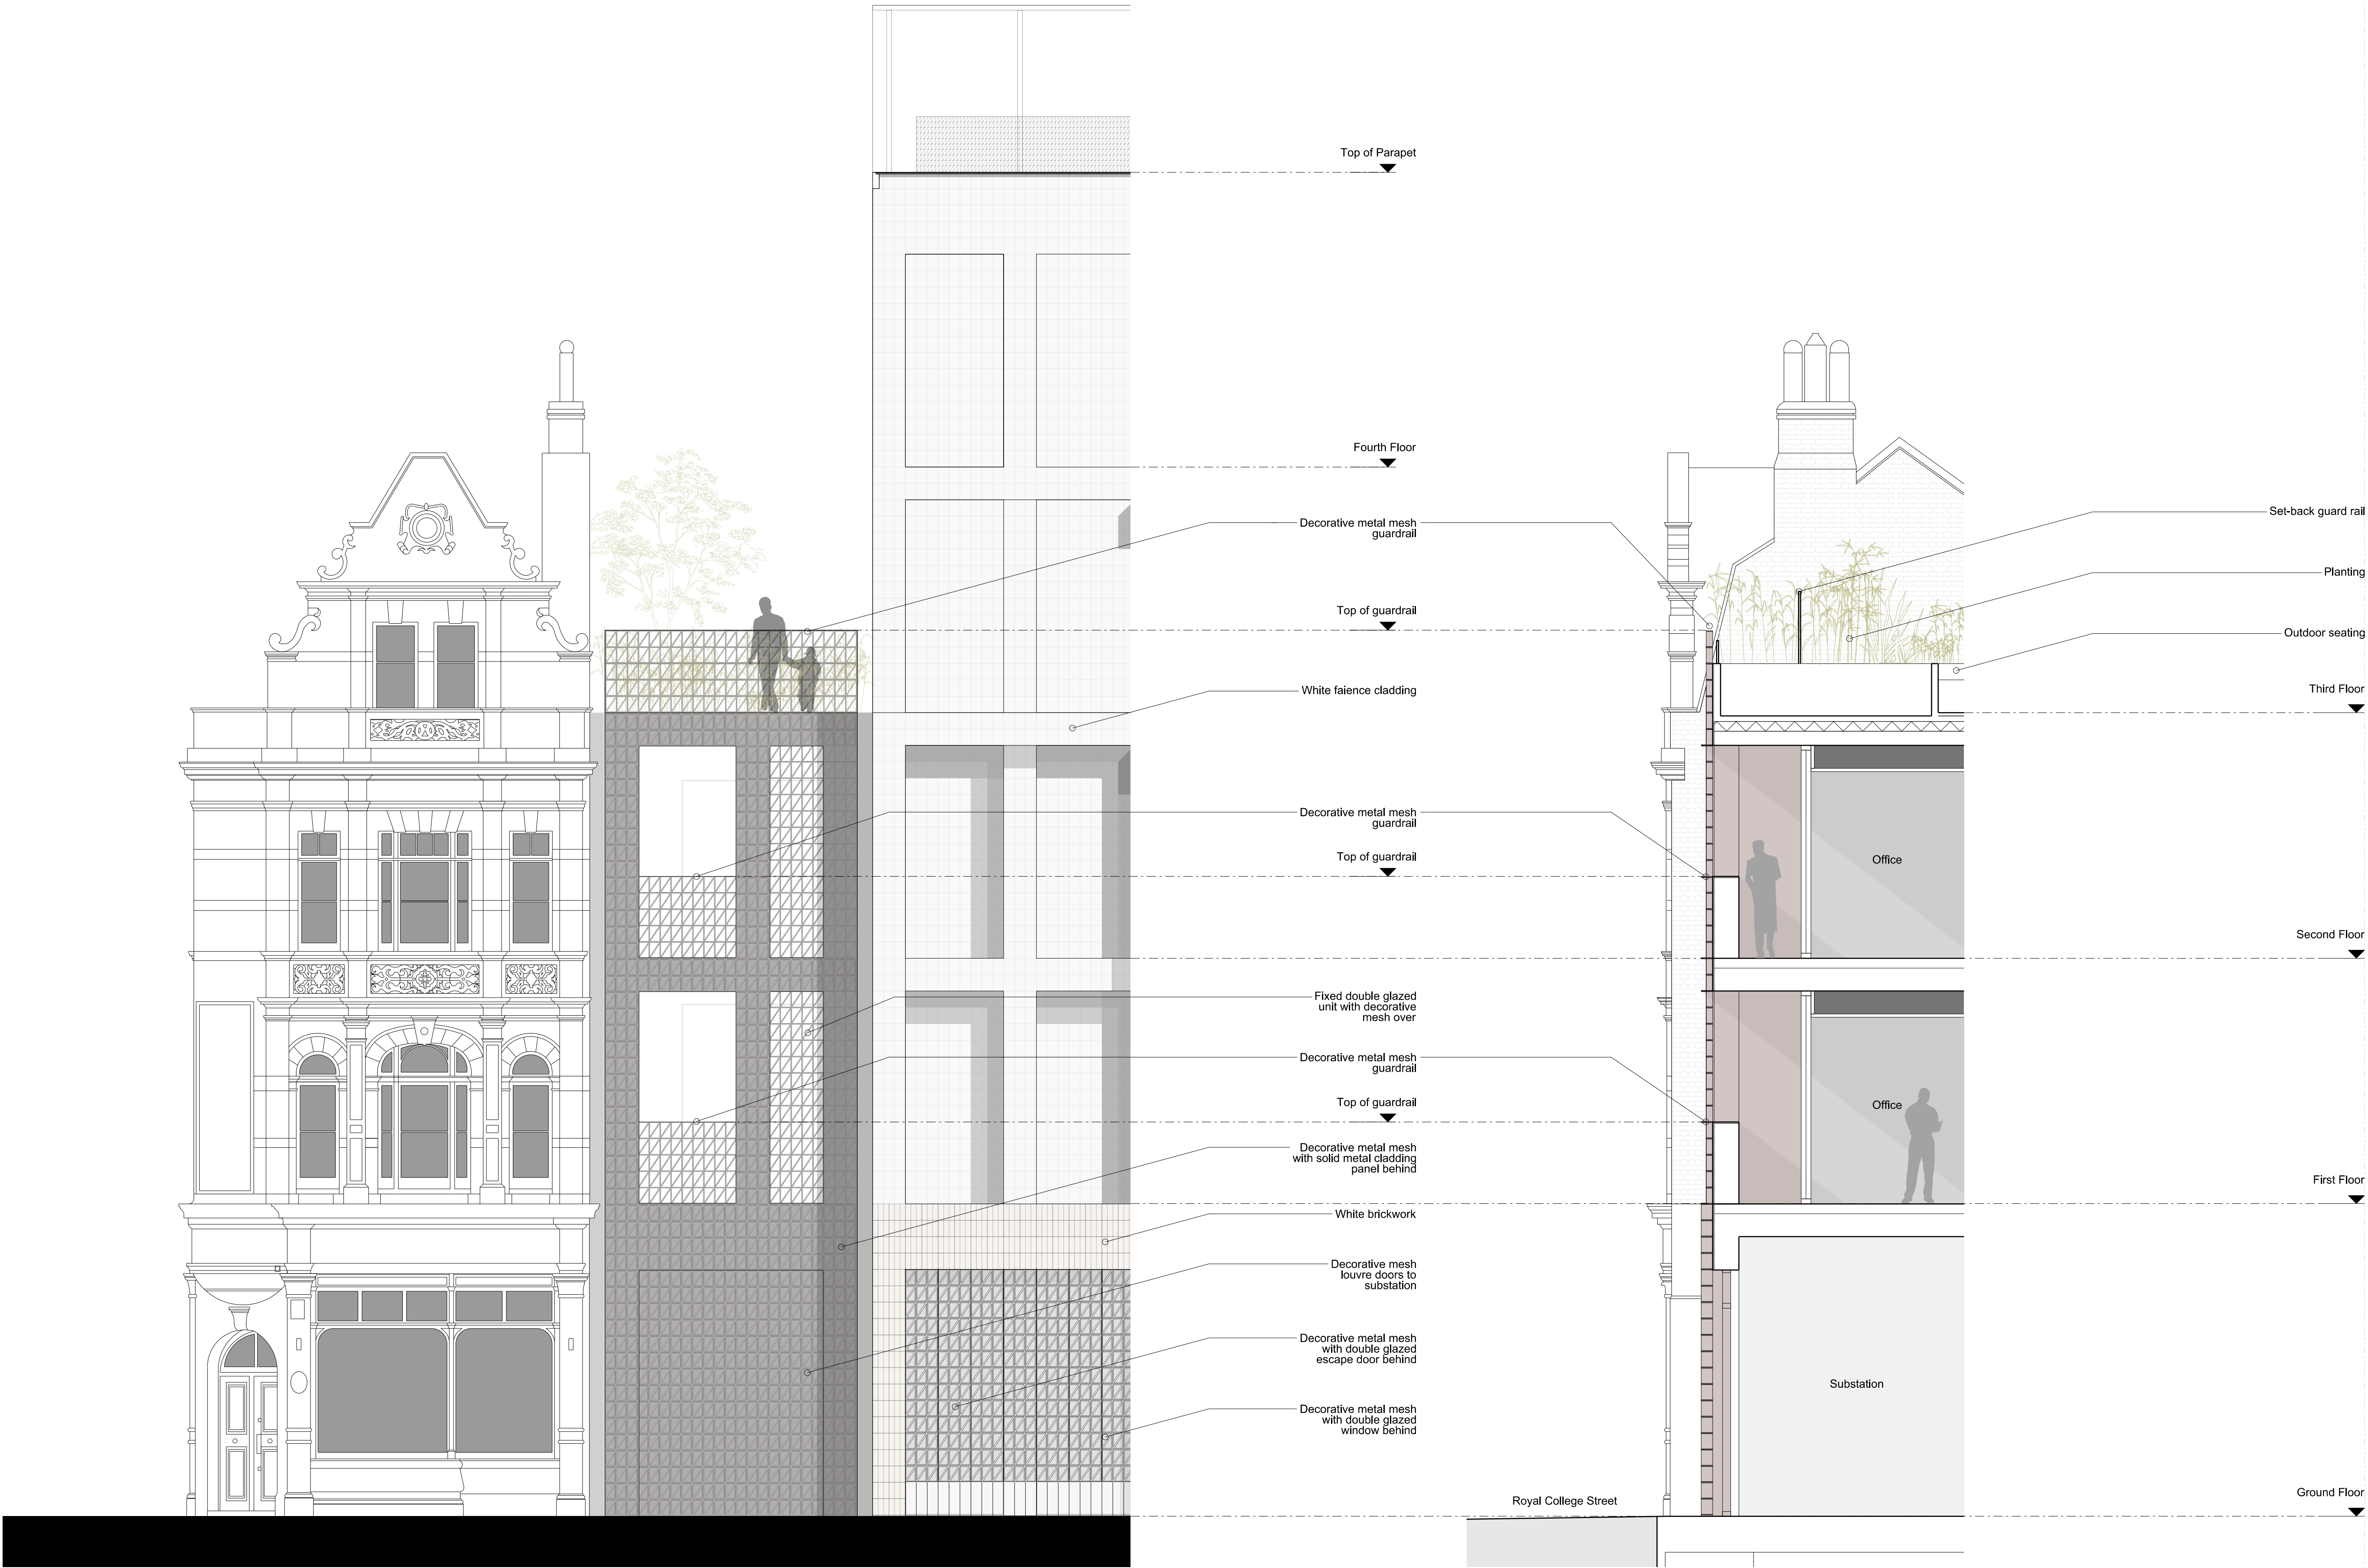 Top of Parapet
Fourth Floor
Decorative metal mesh
guardrail
Top of guardrail
White faience cladding
Decorative metal mesh
guardrail
Top of guardrail
Fixed double glazed
unit with decorative
mesh over
Decorative metal mesh
guardrail
Top of guardrail
Decorative metal mesh
with solid metal cladding
panel behind
White brickwork
Decorative mesh
louvre doors to
substation
Decorative metal mesh
with double glazed
escape door behind
Decorative metal mesh
with double glazed
window behind
Royal College Street
Office
Office
Substation
Set-back guard rail
Planting
Outdoor seating
Third Floor
Second Floor
First Floor
Ground Floor